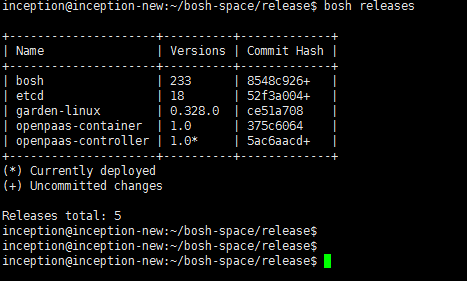 inception@inception-new:~/bosh-space/release$ bosh releases
+---------------------+----------+-------------+
| Name                | Versions | Commit Hash |
+---------------------+----------+-------------+
| bosh                | 233      | 8548c926+   |
| etcd                | 18       | 52f3a004+   |
| garden-linux        | 0.328.0  | ce51a708    |
| openpaas-container  | 1.0      | 375c6064    |
| openpaas-controller | 1.0*     | 5ac6aacd+   |
+---------------------+----------+-------------+
(*) Currently deployed
(+) Uncommitted changes
Releases total: 5
inception@inception-new:~/bosh-space/release$
inception@inception-new:~/bosh-space/release$
inception@inception-new:~/bosh-space/release$